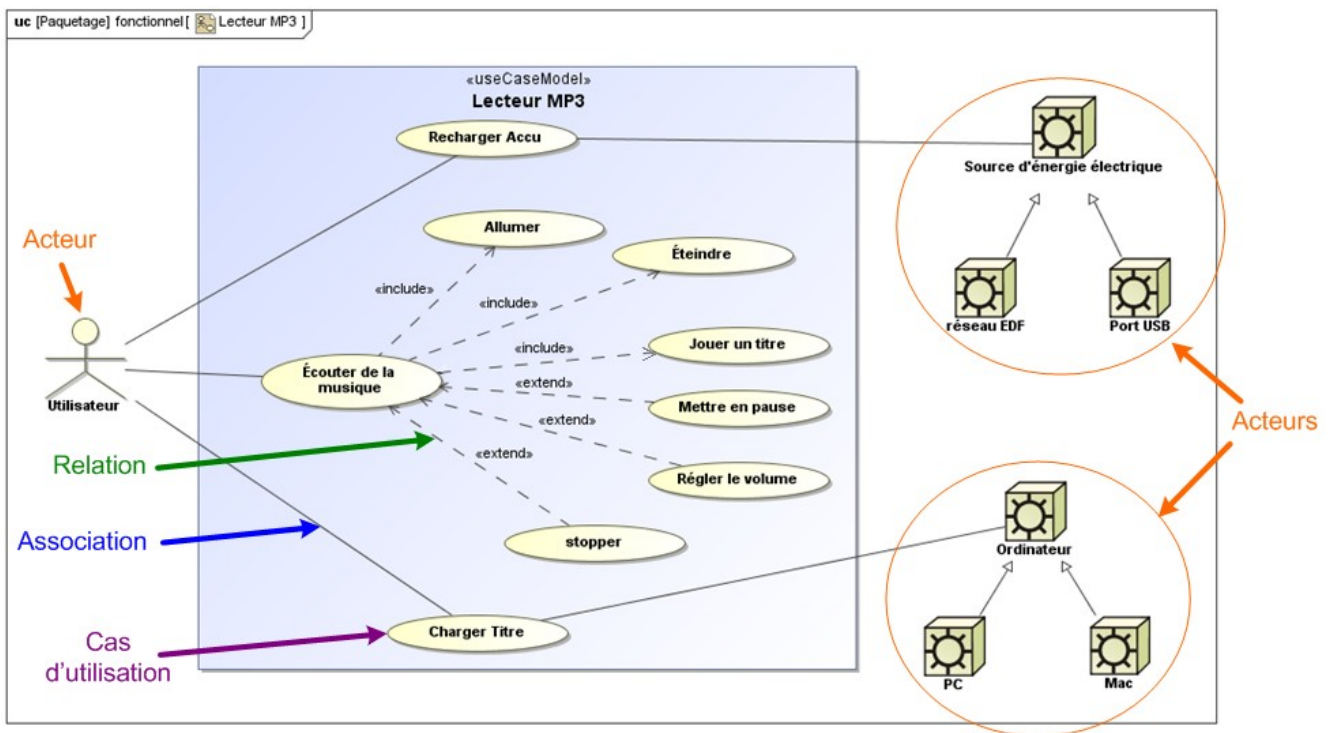 uc [Paquetage] fonctionnel [ Lecteur MP3 ]
«useCaseModel»
Lecteur MP3
Recharger Accu
Source d'énergie électrique
Allumer
Acteur
Éteindre
«include»
«include»
réseau EDF
Port USB
«include»
Jouer un titre
Écouter de la
musique
«extend»
Utilisateur
Mettre en pause
«extend»
Acteurs
«extend»
Relation
Régler le volume
Association
stopper
Ordinateur
Charger Titre
Cas
d'utilisation
PC
Mac